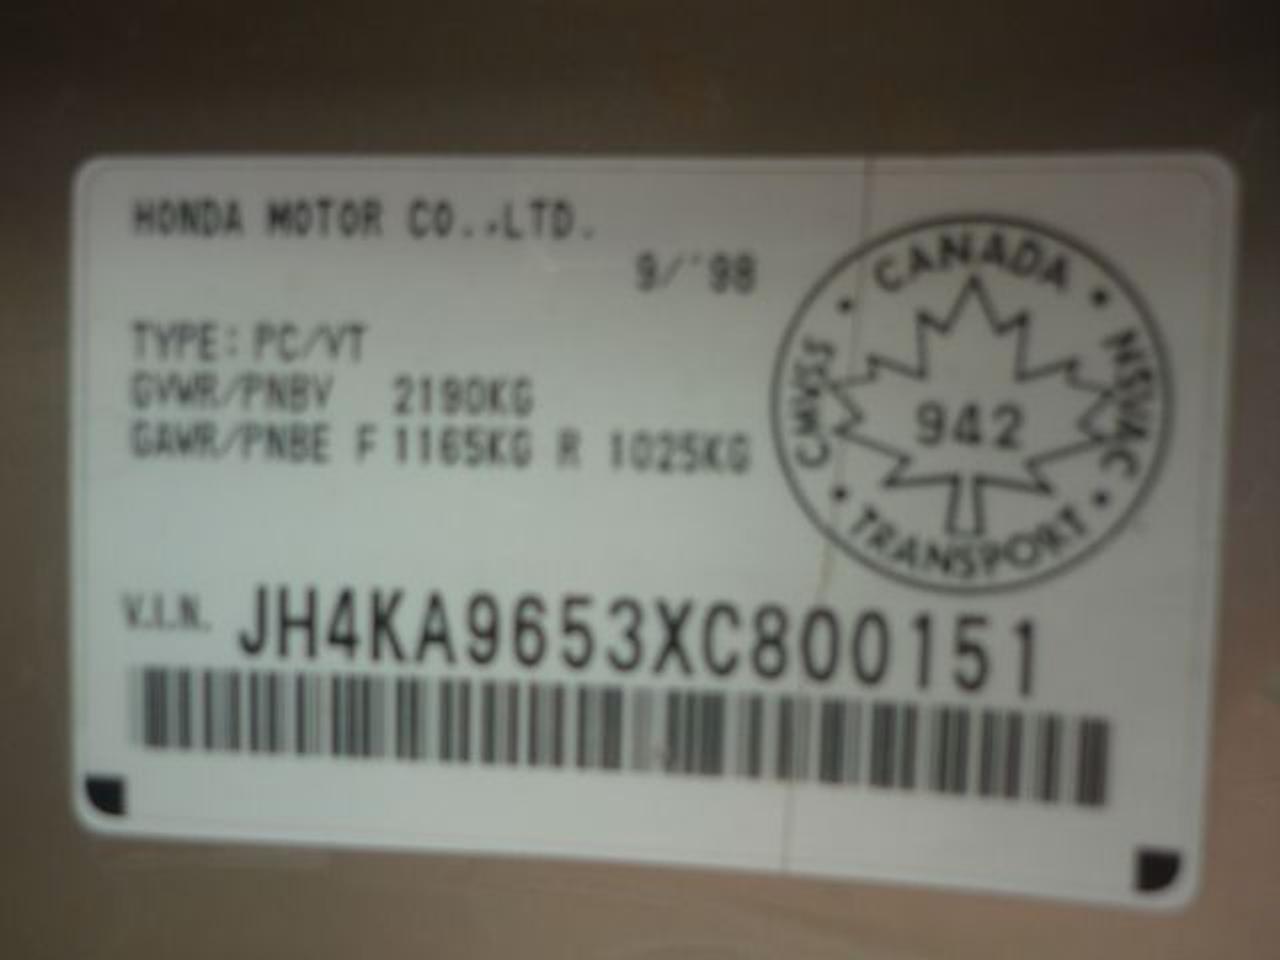 HONDA MOTOR CO.,LTD.
9/'98
TYPE: PC/VT
GVWR/PNBV 2190KG
GAWR/PNBE F 1165KG R 1025KG
CANADA • NSVAC • TRANSPORT • CMVSS •
942
V.I.N. JH4KA9653XC800151